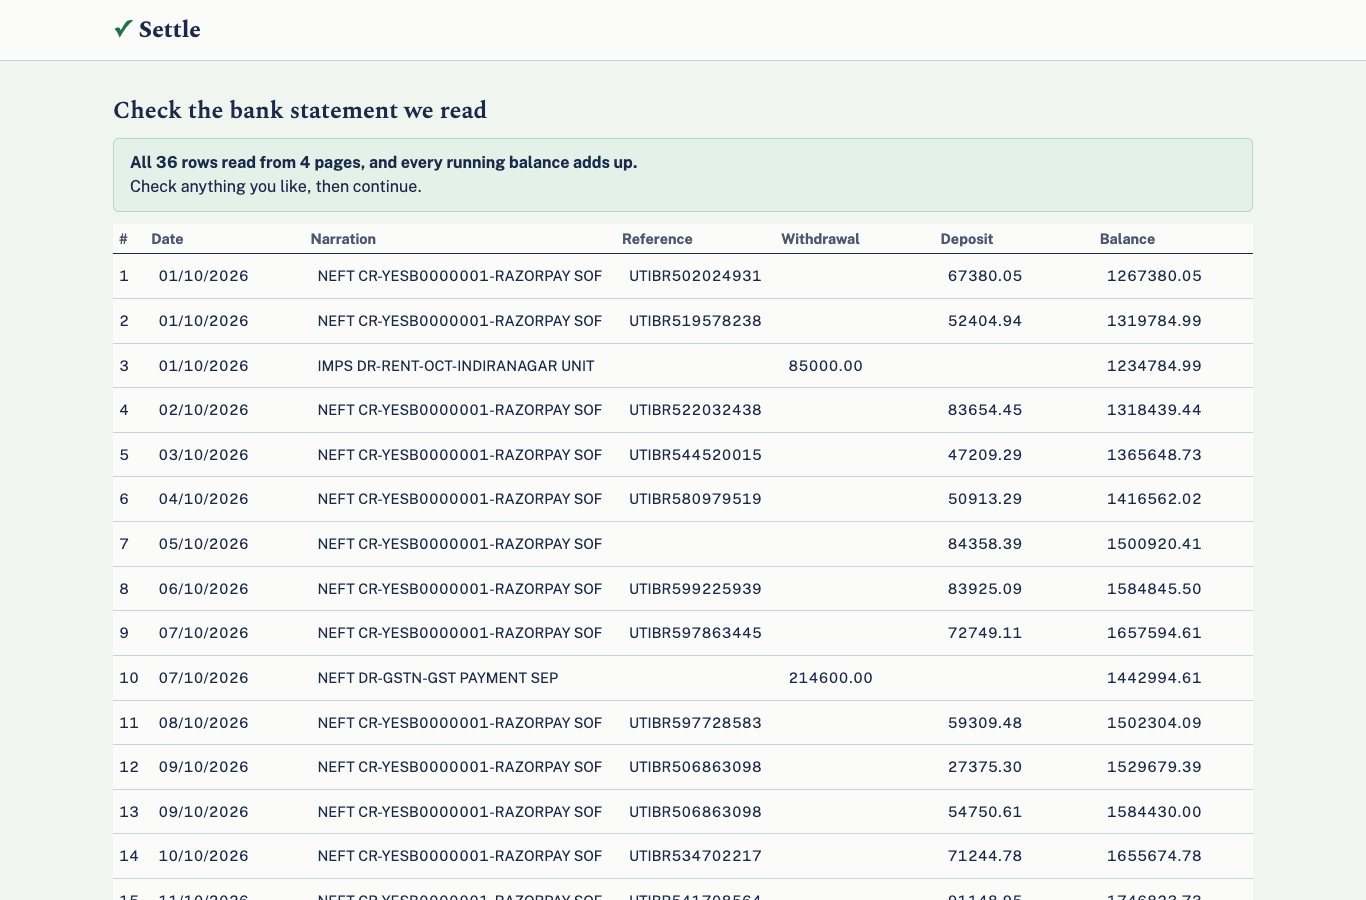 Settle
Check the bank statement we read
All 36 rows read from 4 pages, and every running balance adds up.
Check anything you like, then continue.
# Date Narration Reference Withdrawal Deposit Balance
1 01/10/2026 NEFT CR-YESB0000001-RAZORPAY SOF UTIBR502024931 67380.05 1267380.05
2 01/10/2026 NEFT CR-YESB0000001-RAZORPAY SOF UTIBR519578238 52404.94 1319784.99
3 01/10/2026 IMPS DR-RENT-OCT-INDIRANAGAR UNIT 85000.00 1234784.99
4 02/10/2026 NEFT CR-YESB0000001-RAZORPAY SOF UTIBR522032438 83654.45 1318439.44
5 03/10/2026 NEFT CR-YESB0000001-RAZORPAY SOF UTIBR544520015 47209.29 1365648.73
6 04/10/2026 NEFT CR-YESB0000001-RAZORPAY SOF UTIBR580979519 50913.29 1416562.02
7 05/10/2026 NEFT CR-YESB0000001-RAZORPAY SOF 84358.39 1500920.41
8 06/10/2026 NEFT CR-YESB0000001-RAZORPAY SOF UTIBR599225939 83925.09 1584845.50
9 07/10/2026 NEFT CR-YESB0000001-RAZORPAY SOF UTIBR597863445 72749.11 1657594.61
10 07/10/2026 NEFT DR-GSTN-GST PAYMENT SEP 214600.00 1442994.61
11 08/10/2026 NEFT CR-YESB0000001-RAZORPAY SOF UTIBR597728583 59309.48 1502304.09
12 09/10/2026 NEFT CR-YESB0000001-RAZORPAY SOF UTIBR506863098 27375.30 1529679.39
13 09/10/2026 NEFT CR-YESB0000001-RAZORPAY SOF UTIBR506863098 54750.61 1584430.00
14 10/10/2026 NEFT CR-YESB0000001-RAZORPAY SOF UTIBR534702217 71244.78 1655674.78
15 11/10/2026 NEFT CR-YESB0000001-RAZORPAY SOF